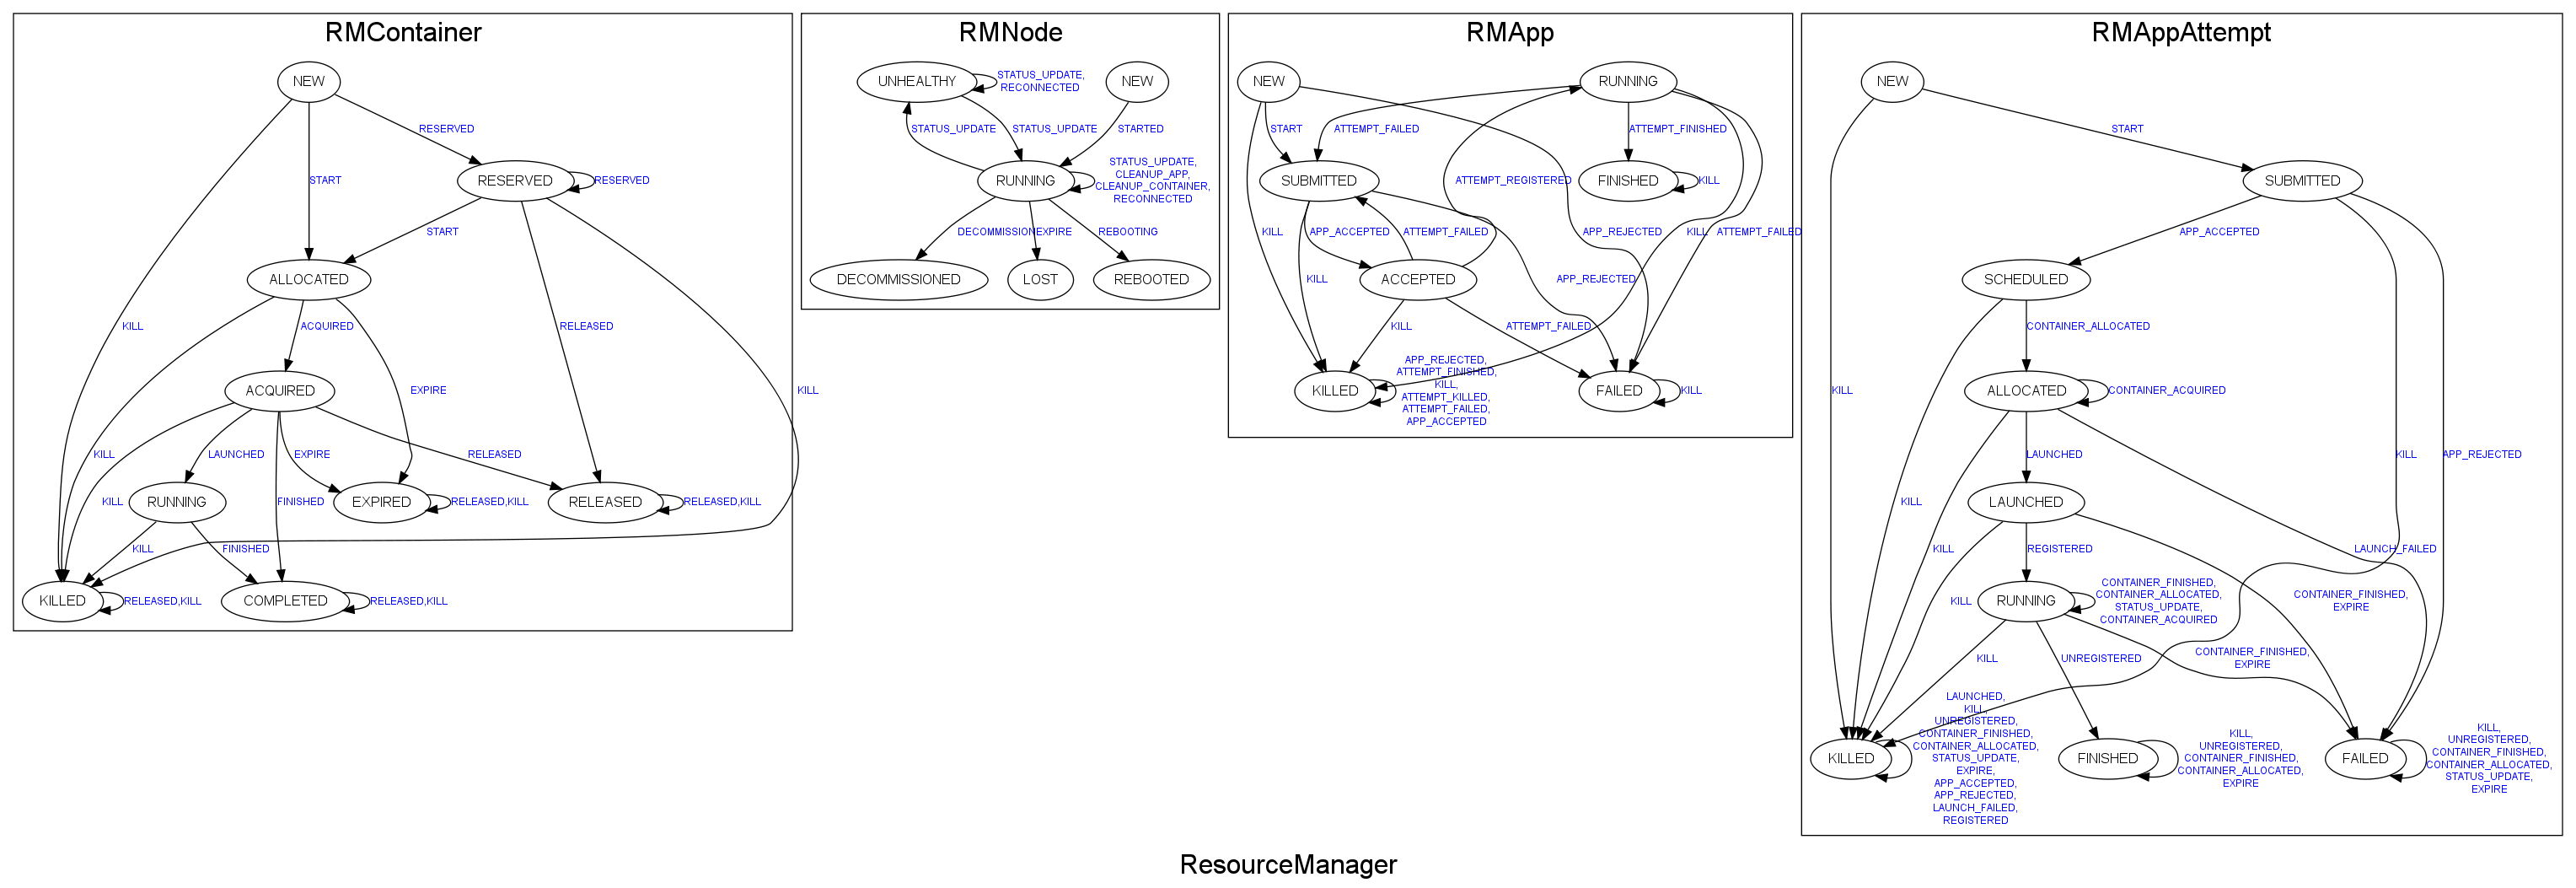 RMContainer
NEW
RESERVED
START
RESERVED
RESERVED
START
ALLOCATED
KILL
ACQUIRED
RELEASED
ACQUIRED
EXPIRE
KILL
KILL
LAUNCHED
EXPIRE
RELEASED
RUNNING
EXPIRED
RELEASED
KILL
FINISHED
RELEASED,KILL
RELEASED,KILL
KILL
FINISHED
KILLED
RELEASED,KILL
COMPLETED
RELEASED,KILL
RMNode
UNHEALTHY
STATUS_UPDATE,
RECONNECTED
NEW
STATUS_UPDATE
STATUS_UPDATE
STARTED
RUNNING
STATUS_UPDATE,
CLEANUP_APP,
CLEANUP_CONTAINER,
RECONNECTED
DECOMMISSION
EXPIRE
REBOOTING
DECOMMISSIONED
LOST
REBOOTED
RMApp
NEW
RUNNING
START
ATTEMPT_FAILED
ATTEMPT_FINISHED
SUBMITTED
ATTEMPT_REGISTERED
FINISHED
KILL
KILL
APP_ACCEPTED
ATTEMPT_FAILED
APP_REJECTED
KILL
ATTEMPT_FAILED
KILL
ACCEPTED
APP_REJECTED
KILL
ATTEMPT_FAILED
KILLED
APP_REJECTED,
ATTEMPT_FINISHED,
KILL,
ATTEMPT_KILLED,
ATTEMPT_FAILED,
APP_ACCEPTED
FAILED
KILL
RMAppAttempt
NEW
START
SUBMITTED
APP_ACCEPTED
SCHEDULED
CONTAINER_ALLOCATED
KILL
ALLOCATED
CONTAINER_ACQUIRED
LAUNCHED
KILL
APP_REJECTED
KILL
LAUNCHED
KILL
REGISTERED
LAUNCH_FAILED
KILL
RUNNING
CONTAINER_FINISHED,
CONTAINER_ALLOCATED,
STATUS_UPDATE,
CONTAINER_ACQUIRED
CONTAINER_FINISHED,
EXPIRE
KILL
UNREGISTERED
CONTAINER_FINISHED,
EXPIRE
KILLED
LAUNCHED,
KILL,
UNREGISTERED,
CONTAINER_FINISHED,
CONTAINER_ALLOCATED,
STATUS_UPDATE,
EXPIRE,
APP_ACCEPTED,
APP_REJECTED,
LAUNCH_FAILED,
REGISTERED
FINISHED
KILL,
UNREGISTERED,
CONTAINER_FINISHED,
CONTAINER_ALLOCATED,
EXPIRE
FAILED
KILL,
UNREGISTERED,
CONTAINER_FINISHED,
CONTAINER_ALLOCATED,
STATUS_UPDATE,
EXPIRE
ResourceManager